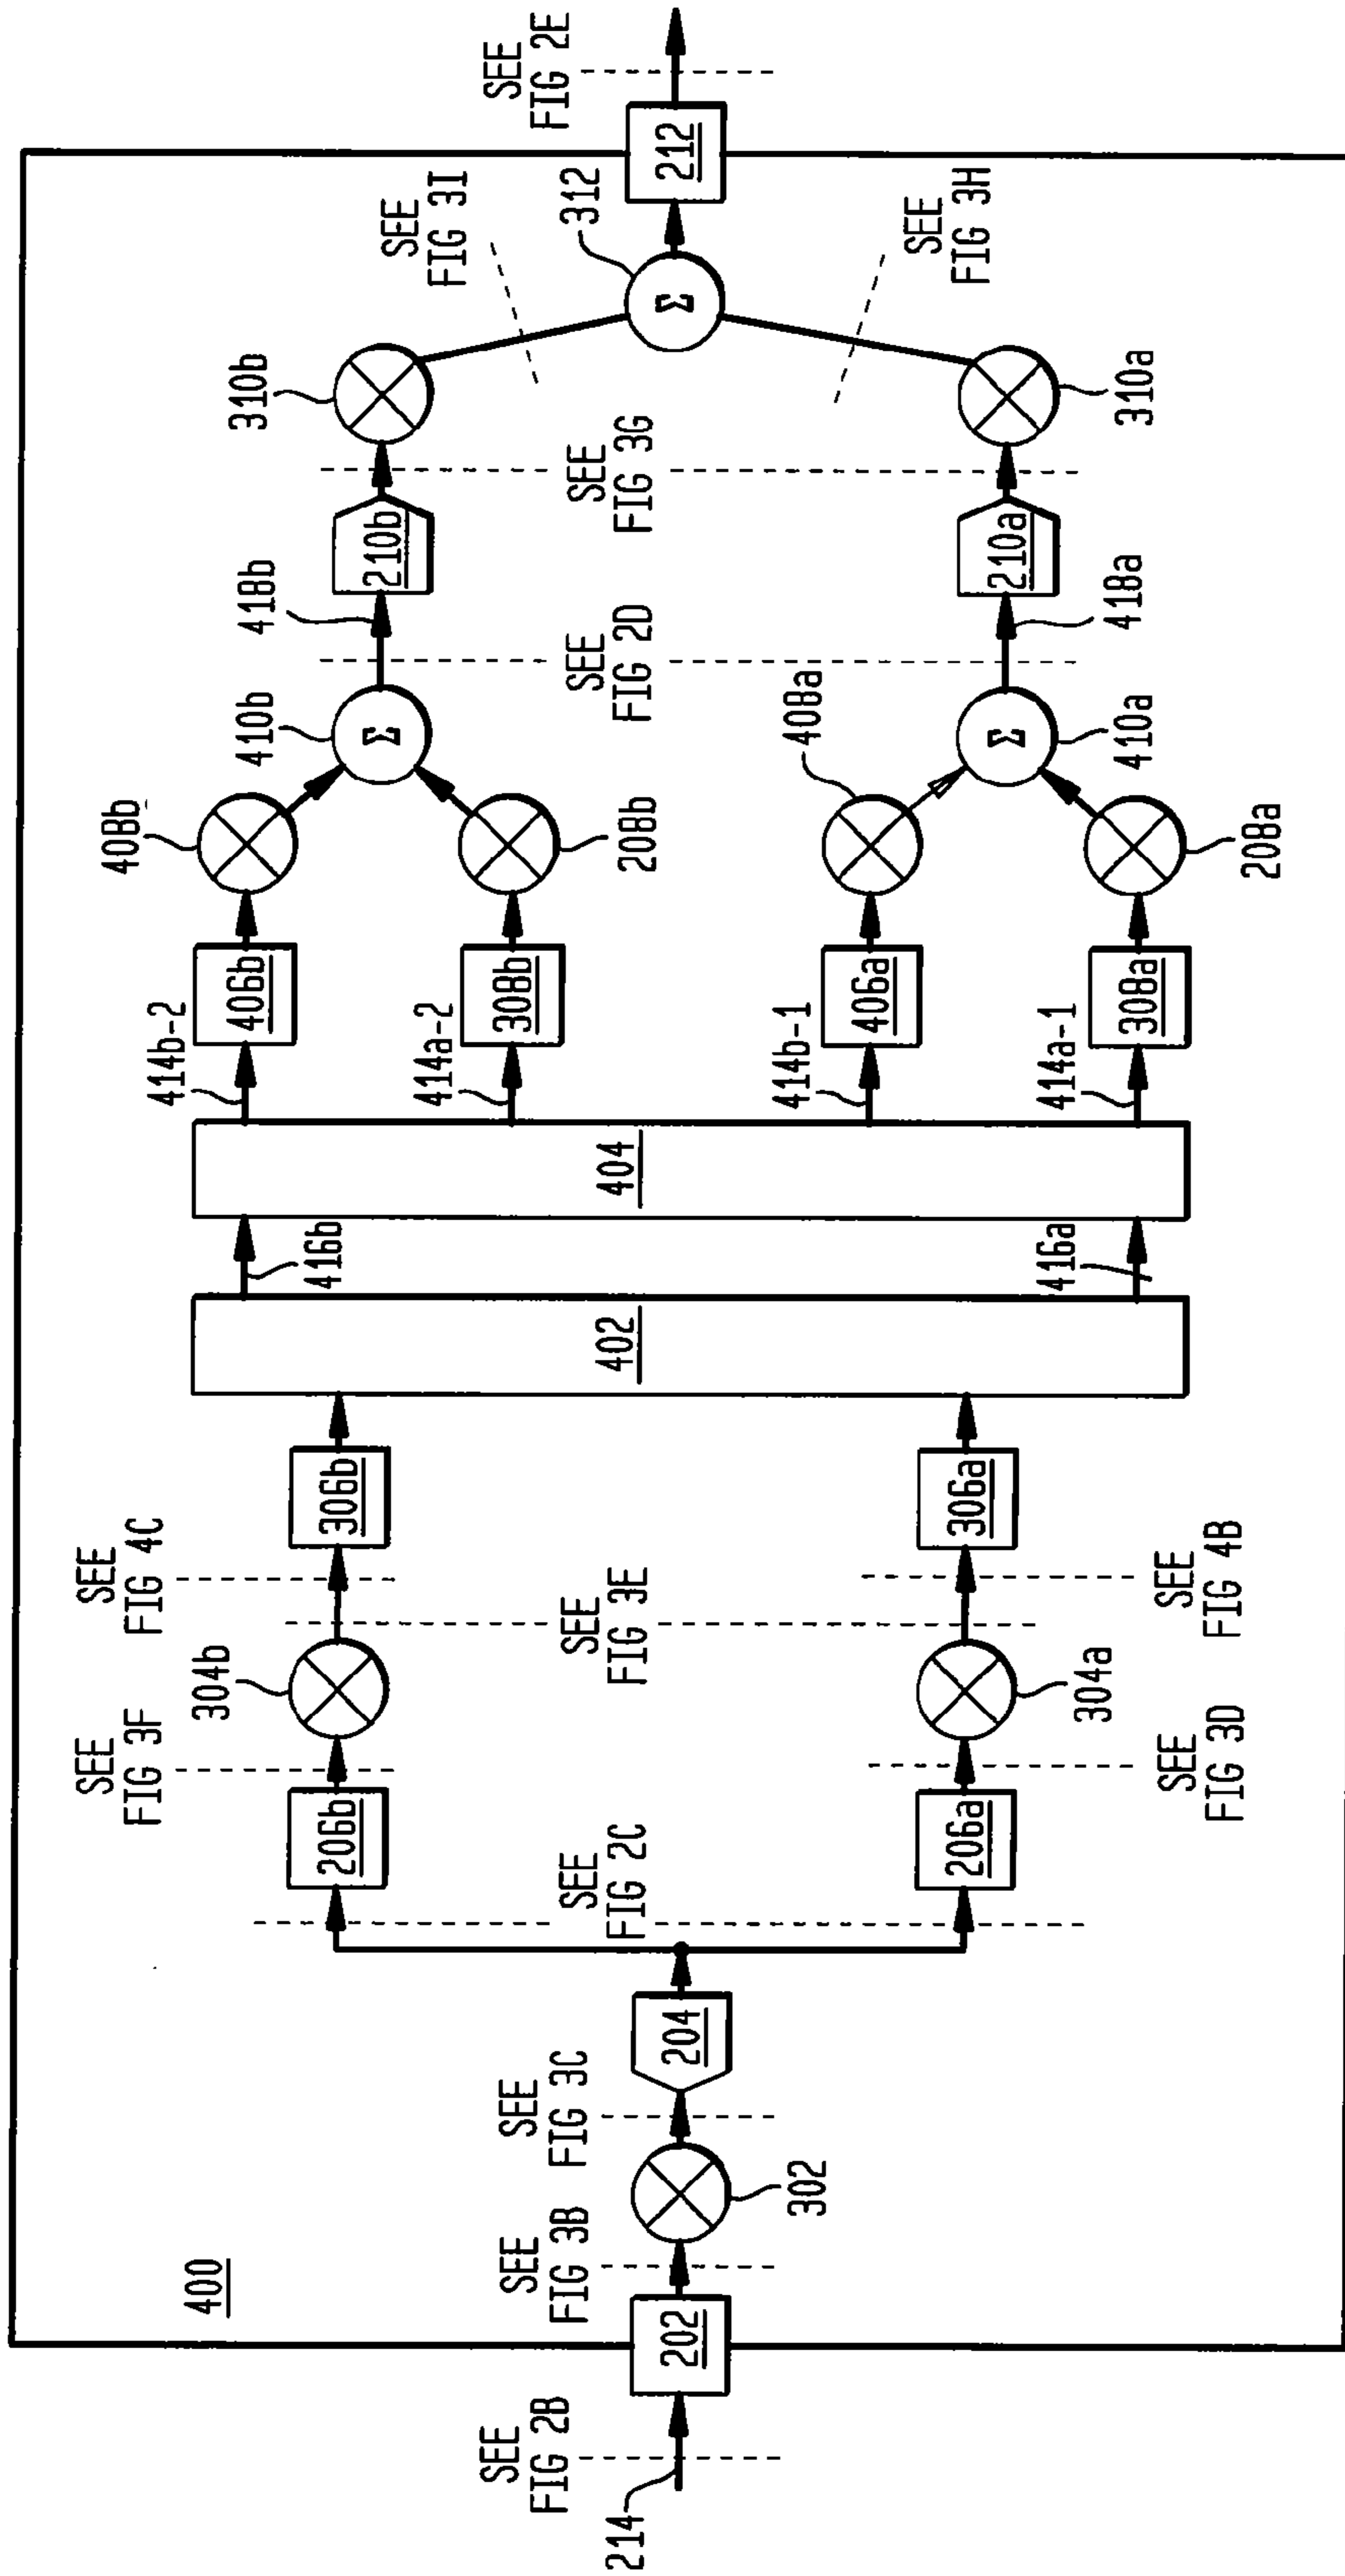 400
214
SEE
FIG 2B
202
SEE
FIG 3B
302
SEE
FIG 3C
204
SEE
FIG 2C
206b
206a
SEE
FIG 3F
SEE
FIG 3D
304b
304a
SEE
FIG 3E
SEE
FIG 4C
SEE
FIG 4B
306b
306a
402
416b
416a
404
414b-2
414a-2
414b-1
414a-1
406b
308b
406a
308a
408b
208b
408a
208a
Σ
410b
Σ
410a
SEE
FIG 2D
418b
418a
210b
210a
SEE
FIG 3G
310b
310a
SEE
FIG 3I
SEE
FIG 3H
312
Σ
212
SEE
FIG 2E